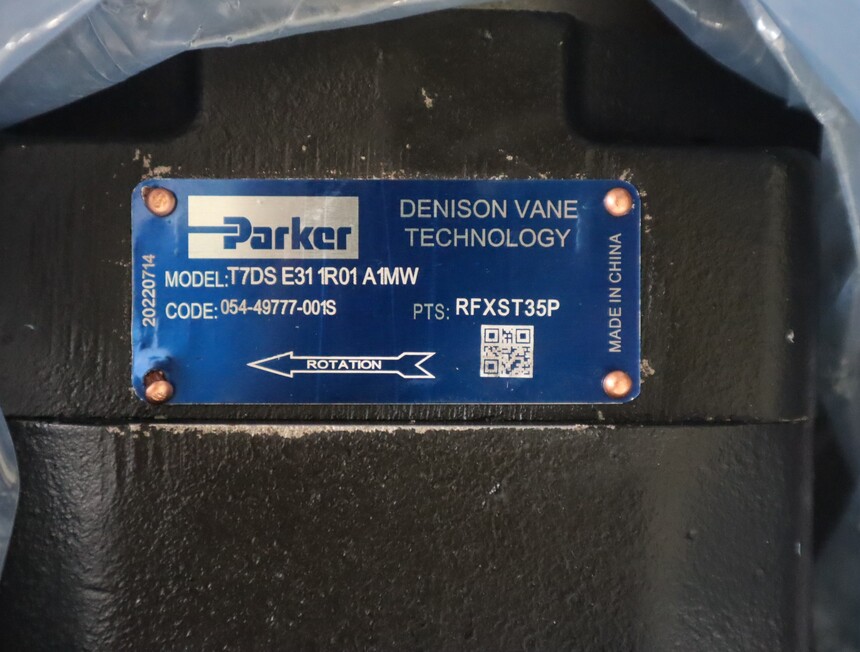 Parker
DENISON VANE
TECHNOLOGY
MODEL:T7DS E31 1R01 A1MW
CODE: 054-49777-001S
PTS: RFXST35P
ROTATION
20220714
MADE IN CHINA